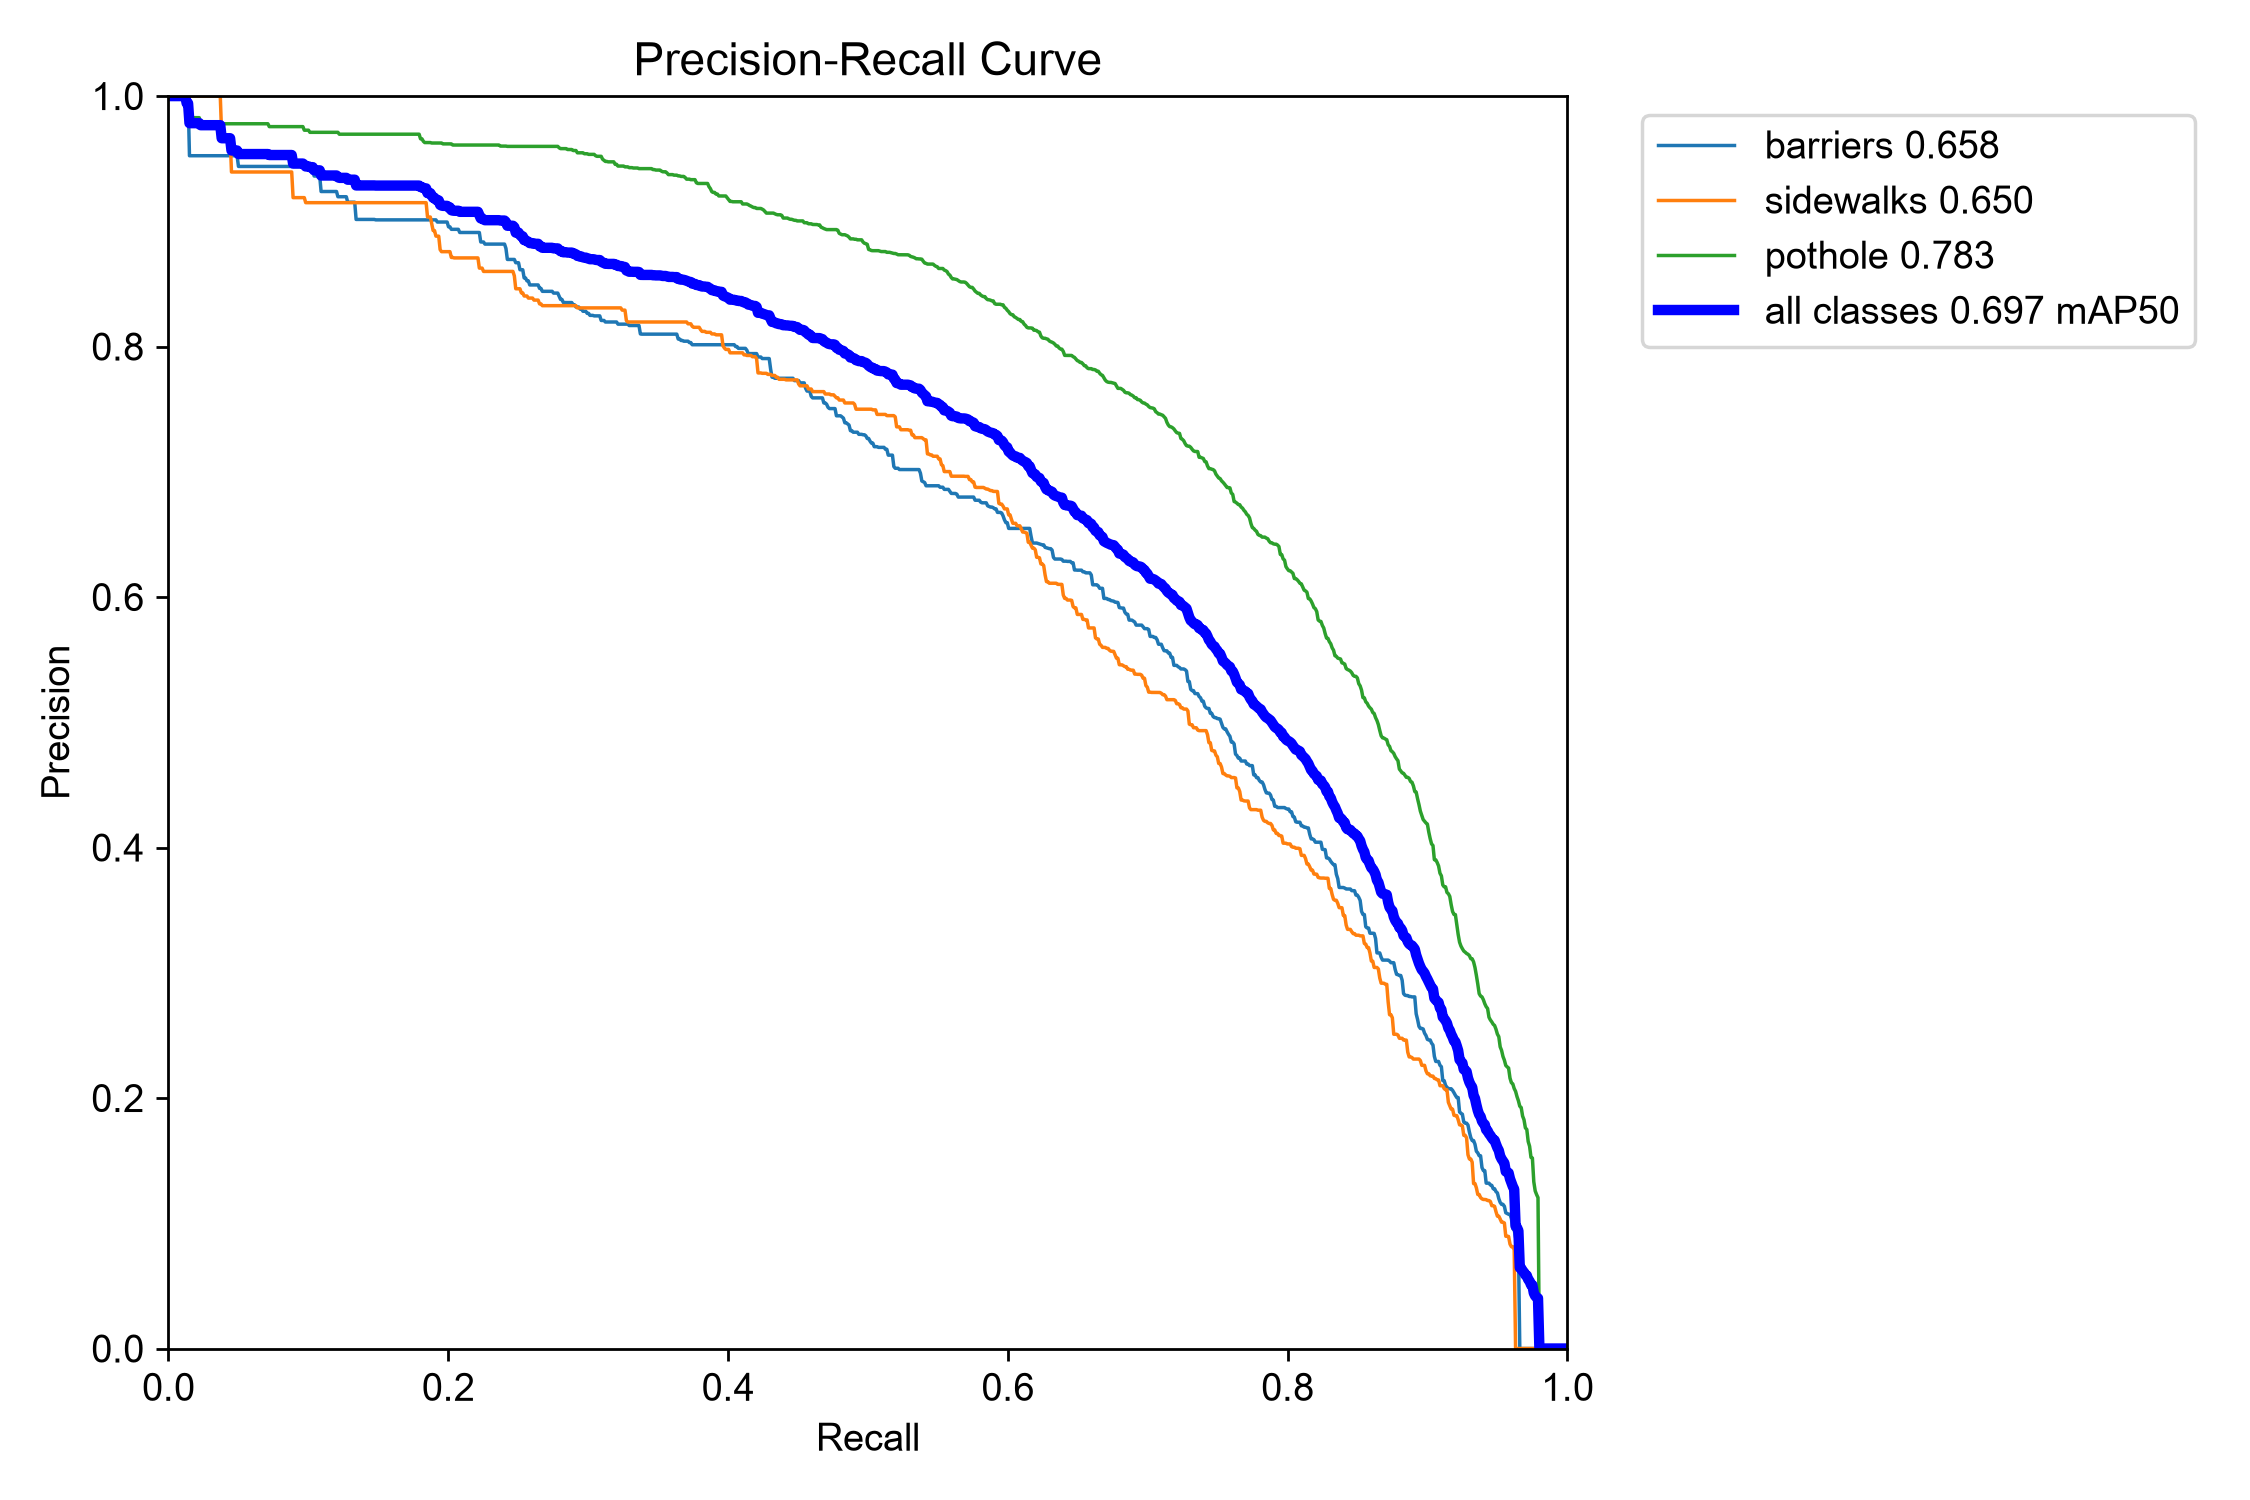 Precision-Recall Curve
1.0
0.8
0.6
0.4
0.2
0.0
Precision
0.0 0.2 0.4 0.6 0.8 1.0
Recall
barriers 0.658
sidewalks 0.650
pothole 0.783
all classes 0.697 mAP50